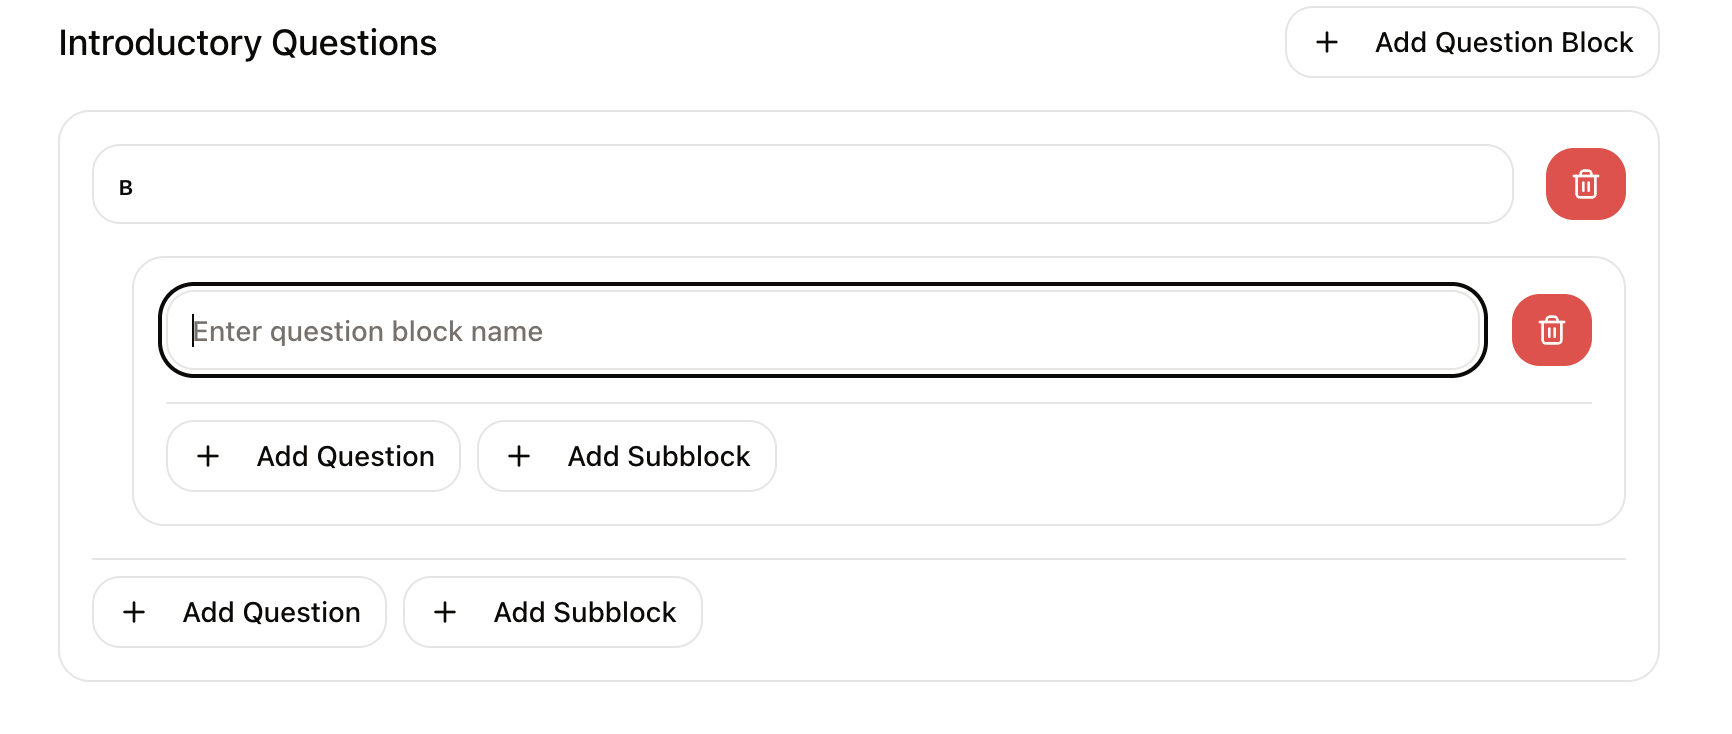 Introductory Questions
Add Question Block
B
Enter question block name
Add Question
Add Subblock
Add Question
Add Subblock